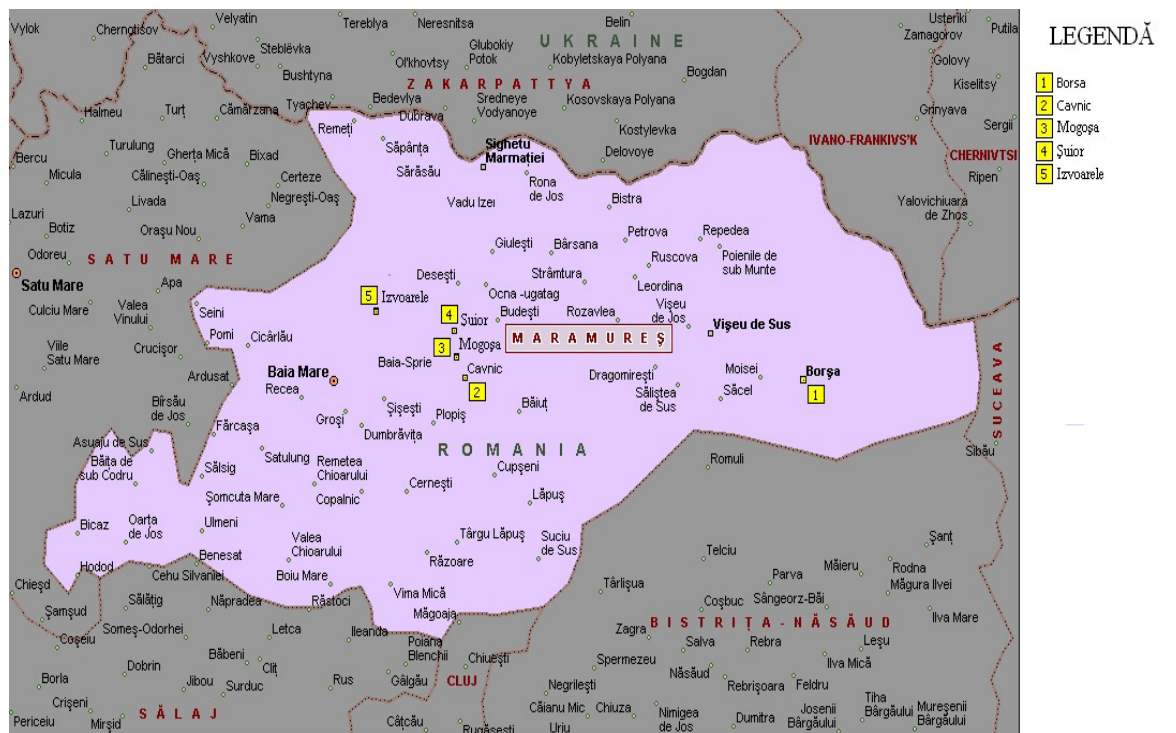 Vylok
Chernotisov
Velyatin
Tereblya
Neresnitsa
Belin
Usteriki
Putila
Zamagorov
Golovy
Kiselitsy
Bătarci
Vyshkove
Steblëvka
Bushtyna
Ol'khovtsy
Glubokiy
Potok
UKRAINE
Kobyletskaya Polyana
Bogdan
ZAKARPATTYA
Tyachev
Bedevlya
Dubrava
Sredneye
Vodyanoye
Kosovskaya Polyana
Kostylevka
Grinyava
Sergii
Halmeu
Turţ
Cămărzana
Remeţi
Săpânţa
Sărăsău
Sighetu
Marmaţiei
Delovoye
IVANO-FRANKIVS'K
CHERNIVTSI
Ripen
Yalovichiuara
de Zhos
Bercu
Micula
Turulung
Gherţa Mică
Bixad
Călineşti-Oaş
Certeze
Negreşti-Oaş
Livada
Vama
Lazuri
Botiz
Oraşu Nou
Odoreu
SATU MARE
Satu Mare
Apa
Culciu Mare
Valea
Vinului
Viile
Satu Mare
Crucişor
Ardud
Ardusat
Bîrsău
de Jos
Rona
de Jos
Vadu Izei
Bistra
Petrova
Repedea
Poienile de
sub Munte
Giuleşti
Bârsana
Ruscova
Deseşti
Strâmtura
Leordina
Ocna -ugatag
Budeşti
Rozavlea
Vişeu
de Jos
Vişeu de Sus
5
Izvoarele
4
Şuior
3
Mogoşa
MARAMUREŞ
Seini
Pomi
Cicârlău
Baia Mare
Recea
Baia-Sprie
Cavnic
2
Dragomireşti
Moisei
Borşa
1
Săliştea
de Sus
Săcel
SUCEAVA
Sibău
Groşi
Şişeşti
Plopiş
Băiuţ
Dumbrăviţa
Fărcaşa
ROMANIA
Asuaju de Sus
Băita de
sub Codru
Sălsig
Satulung
Remetea
Chioarului
Copalnic
Cerneşti
Cupşeni
Romuli
Şomcuta Mare
Lăpuş
Bicaz
Oarta
de Jos
Ulmeni
Valea
Chioarului
Târgu Lăpuş
Suciu
de Sus
Benesat
Răzoare
Hodod
Cehu Silvaniei
Boiu Mare
Vima Mică
Măgoaja
Chieşd
Şamşud
Sălăţig
Năpradea
Răstoci
Coşeiu
Someş-Odorhei
Letca
Ileanda
Poiana
Blenchii
Chiueşti
Băbeni
Cliţ
Dobrin
Borla
Jibou
Surduc
Rus
Gâlgău
CLUJ
Crişeni
Periceiu
Mirşid
SĂLAJ
Câţcău
Rugăseşti
Telciu
Parva
Măieru
Rodna
Şanţ
Măgura Ilvei
Târlişua
Coşbuc
Sângeorz-Băi
Ilva Mare
Zagra
BISTRIŢA-NĂSĂUD
Salva
Rebra
Leşu
Spermezeu
Năsăud
Ilva Mică
Rebrişoara
Feldru
Negrileşti
Căianu Mic
Chiuza
Uriu
Nimigea
de Jos
Dumitra
Josenii
Bârgăului
Tiha
Bârgăului
Mureşenii
Bârgăului
LEGENDĂ
1 Borsa
2 Cavnic
3 Mogoşa
4 Şuior
5 Izvoarele